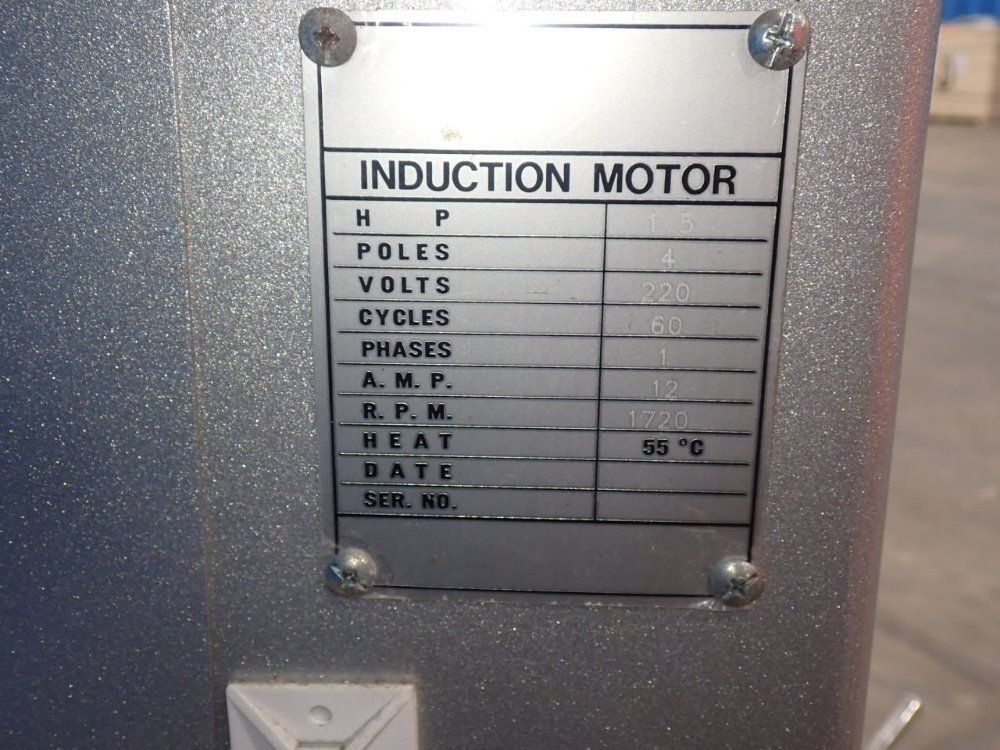 INDUCTION MOTOR
H P 1.5
POLES 4
VOLTS 220
CYCLES 60
PHASES 1
A. M. P. 12
R. P. M. 1720
HEAT 55 °C
DATE
SER. NO.